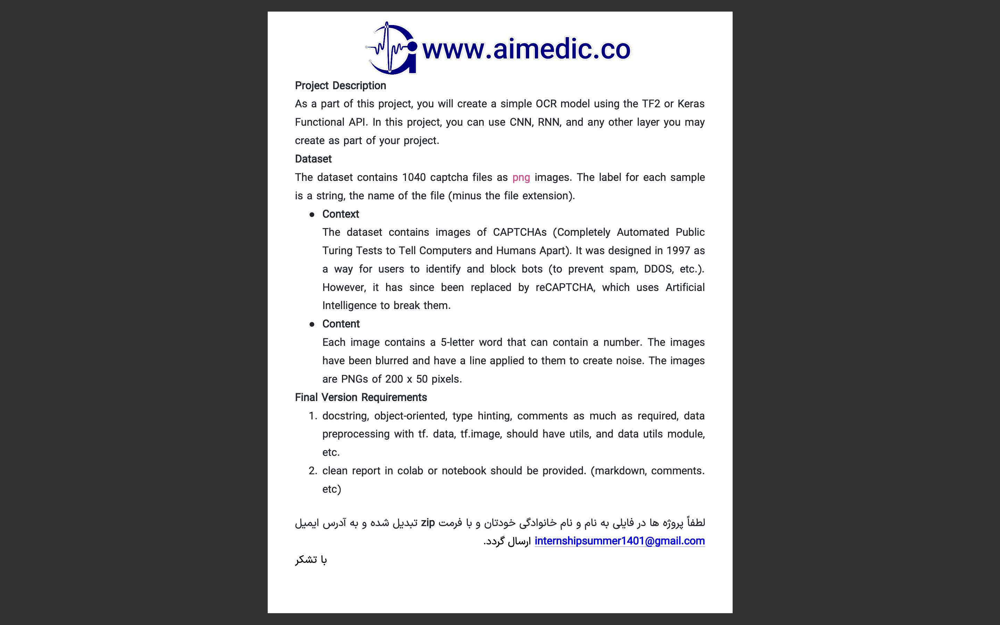 www.aimedic.co
Project Description
As a part of this project, you will create a simple OCR model using the TF2 or Keras
Functional API. In this project, you can use CNN, RNN, and any other layer you may
create as part of your project.
Dataset
The dataset contains 1040 captcha files as png images. The label for each sample
is a string, the name of the file (minus the file extension).
● Context
The dataset contains images of CAPTCHAs (Completely Automated Public
Turing Tests to Tell Computers and Humans Apart). It was designed in 1997 as
a way for users to identify and block bots (to prevent spam, DDOS, etc.).
However, it has since been replaced by reCAPTCHA, which uses Artificial
Intelligence to break them.
● Content
Each image contains a 5-letter word that can contain a number. The images
have been blurred and have a line applied to them to create noise. The images
are PNGs of 200 x 50 pixels.
Final Version Requirements
1. docstring, object-oriented, type hinting, comments as much as required, data
preprocessing with tf. data, tf.image, should have utils, and data utils module,
etc.
2. clean report in colab or notebook should be provided. (markdown, comments.
etc)
لطفاً پروژه ها در فایلی به نام و نام خانوادگی خودتان و با فرمت zip تبدیل شده و به آدرس ایمیل
internshipsummer1401@gmail.com ارسال گردد.
با تشکر